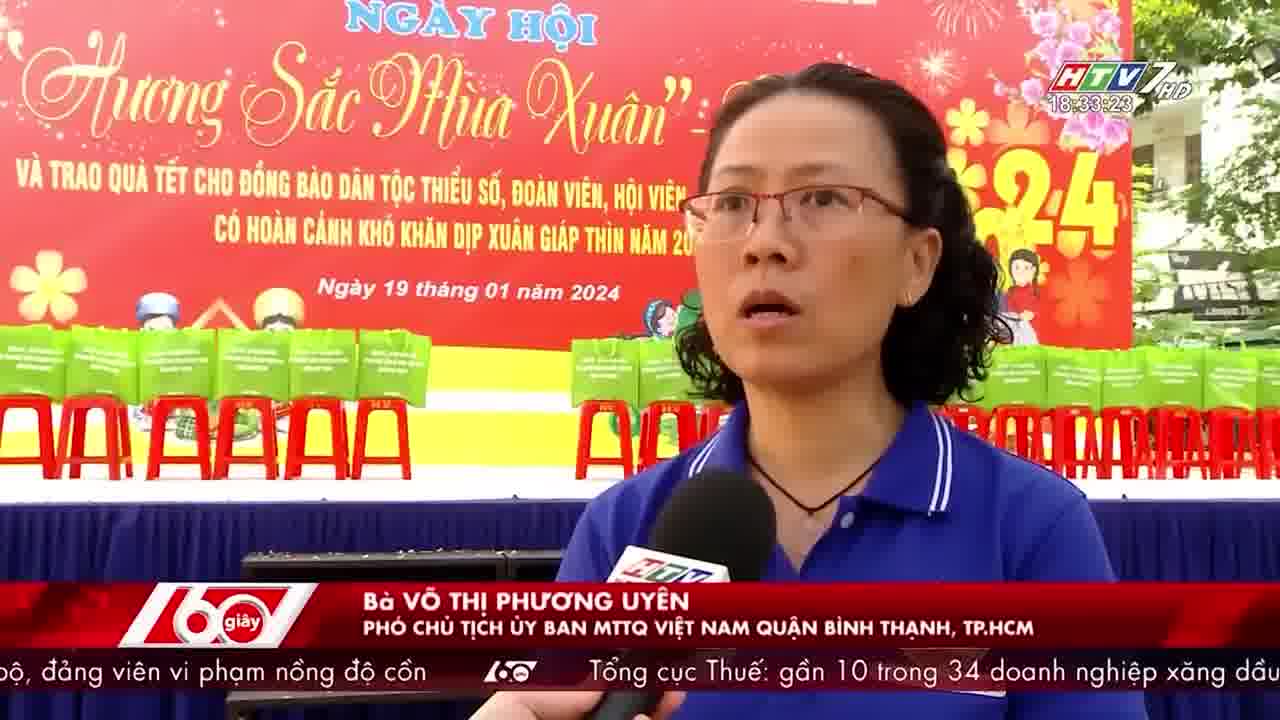 NGÀY HỘI
HTV7 HD
18:33:23
"Hương Sắc Mùa Xuân" -
24
VÀ TRAO QUÀ TẾT CHO ĐỒNG BÀO DÂN TỘC THIỂU SỐ, ĐOÀN VIÊN, HỘI VIÊN
CÓ HOÀN CẢNH KHÓ KHĂN DỊP XUÂN GIÁP THÌN NĂM 20
Ngày 19 tháng 01 năm 2024
HTV
60 giây
Bà VÕ THỊ PHƯƠNG UYÊN
PHÓ CHỦ TỊCH ỦY BAN MTTQ VIỆT NAM QUẬN BÌNH THẠNH, TP.HCM
bộ, đảng viên vi phạm nồng độ cồn 60 giây Tổng cục Thuế: gần 10 trong 34 doanh nghiệp xăng dầu